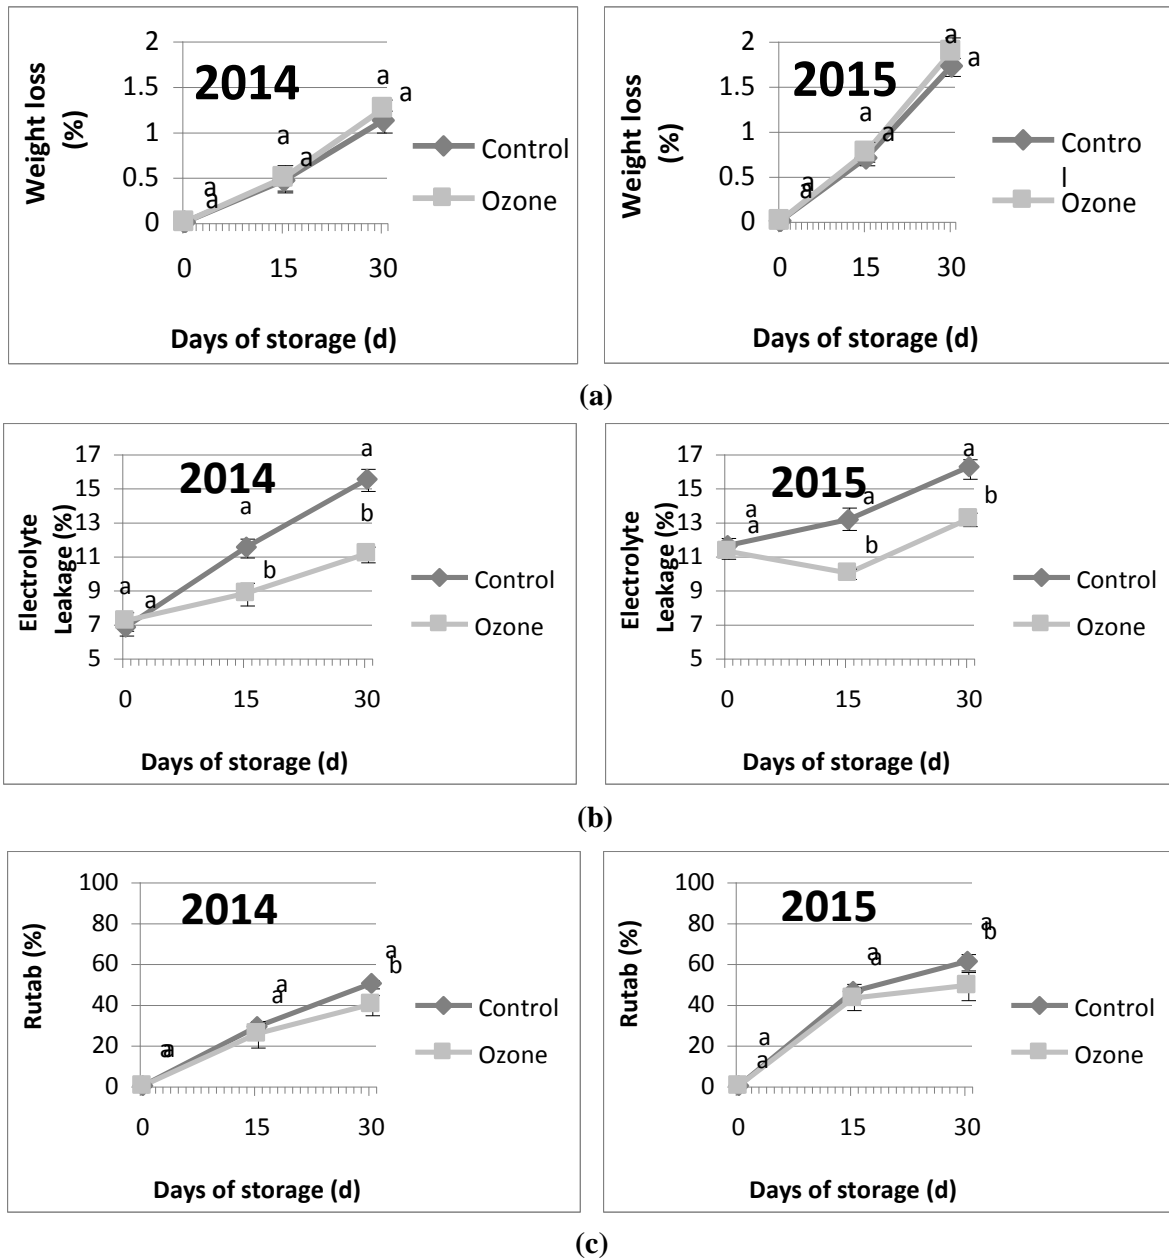 2
1.5
1
0.5
0
Weight loss
(%)
2014
a
a
a
a
a
a
0 15 30
Days of storage (d)
Control
Ozone
2
1.5
1
0.5
0
Weight loss
(%)
2015
a
a
a
a
a
a
0 15 30
Days of storage (d)
Contro
l
Ozone
(a)
17
15
13
11
9
7
5
Electrolyte
Leakage (%)
2014
a
a
b
b
a
a
0 15 30
Days of storage (d)
Control
Ozone
17
15
13
11
9
7
5
Electrolyte
Leakage (%)
2015
a
a
b
a
a
b
0 15 30
Days of storage (d)
Control
Ozone
(b)
100
80
60
40
20
0
Rutab (%)
2014
a
b
a
a
a
a
0 15 30
Days of storage (d)
Control
Ozone
100
80
60
40
20
0
Rutab (%)
2015
a
b
a
a
a
a
0 15 30
Days of storage (d)
Control
Ozone
(c)